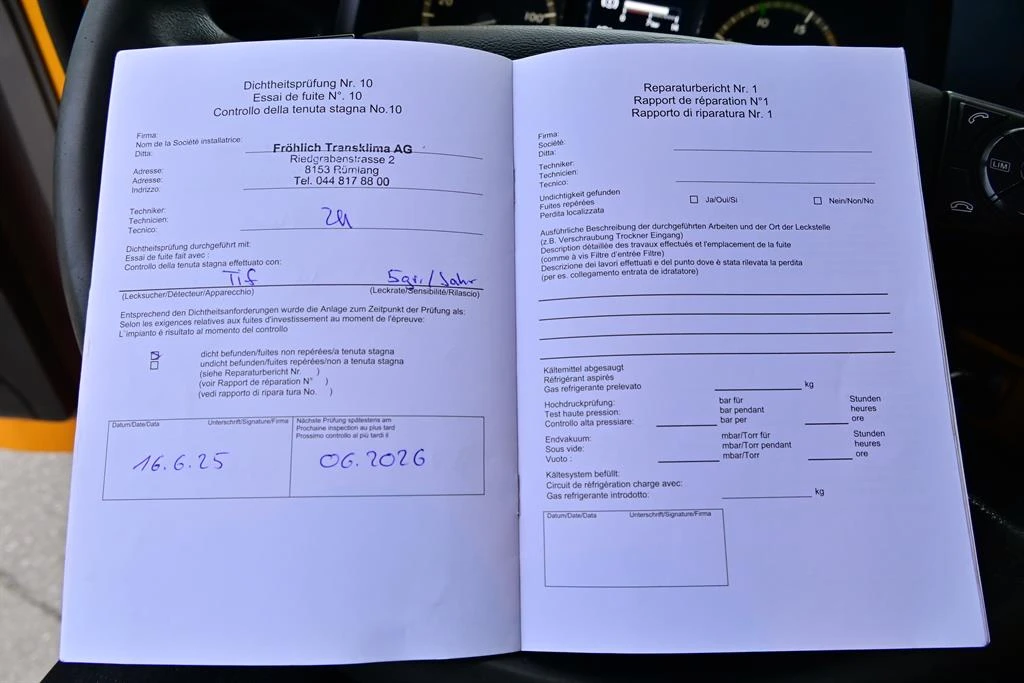 Dichtheitsprüfung Nr. 10
Essai de fuite N°. 10
Controllo della tenuta stagna No.10
Firma:
Nom de la Société installatrice:
Ditta:
Fröhlich Transklima AG
Riedgrabenstrasse 2
8153 Rümlang
Tel. 044 817 88 00
Adresse:
Adresse:
Indrizzo:
Techniker:
Technicien:
Tecnico:
Dichtheitsprüfung durchgeführt mit:
Essai de fuite fait avec :
Controllo della tenuta stagna effettuato con:
Tif 5gr/Jahr
(Lecksucher/Détecteur/Apparecchio) (Leckrate/Sensibilité/Rilascio)
Entsprechend den Dichtheitsanforderungen wurde die Anlage zum Zeitpunkt der Prüfung als:
Selon les exigences relatives aux fuites d'investissement au moment de l'épreuve:
L'impianto é risultato al momento del controllo
dicht befunden/fuites non repérées/a tenuta stagna
undicht befunden/fuites repérées/non a tenuta stagna
(siehe Reparaturbericht Nr. )
(voir Rapport de réparation N° )
(vedi rapporto di ripara tura No. )
Datum/Date/Data Unterschrift/Signature/Firma
16.6.25
Nächste Prüfung spätestens am
Prochaine inspection au plus tard
Prossimo controllo al più tardi il
06.2026
Reparaturbericht Nr. 1
Rapport de réparation N°1
Rapporto di riparatura Nr. 1
Firma:
Société:
Ditta:
Techniker:
Technicien:
Tecnico:
Undichtigkeit gefunden
Fuites repérées
Perdita localizzata
Ja/Oui/Si Nein/Non/No
Ausführliche Beschreibung der durchgeführten Arbeiten und der Ort der Leckstelle
(z.B. Verschraubung Trockner Eingang)
Description détaillée des travaux effectués et l'emplacement de la fuite
(comme à vis Filtre d'entrée Filtre)
Descrizione dei lavori effettuati e del punto dove è stata rilevata la perdita
(per es. collegamento entrata de idratatore)
Kältemittel abgesaugt
Réfrigérant aspirés
Gas refrigerante prelevato kg
Hochdruckprüfung: bar für Stunden
Test haute pression: bar pendant heures
Controllo alta pressiare: bar per ore
Endvakuum: mbar/Torr für Stunden
Sous vide: mbar/Torr pendant heures
Vuoto : mbar/Torr ore
Kältesystem befüllt:
Circuit de réfrigération charge avec:
Gas refrigerante introdotto: kg
Datum/Date/Data Unterschrift/Signature/Firma
LIM
100
10
15